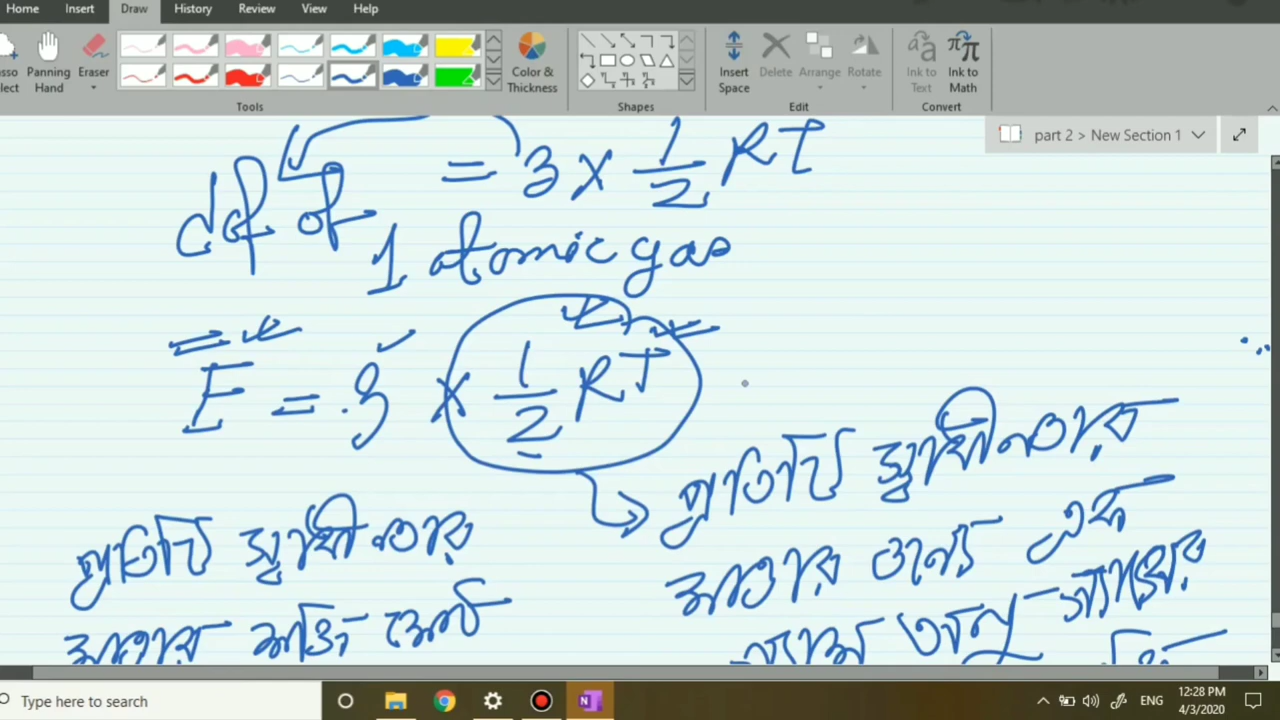 Home Insert Draw History Review View Help
asso
elect
Panning
Hand
Eraser
Color &
Thickness
Insert
Space
Delete
Arrange
Rotate
Ink to
Text
Ink to
Math
Tools
Shapes
Edit
Convert
part 2 > New Section 1
dof of = 3 × 1/2 RT
1 atomic gas
E = 3 × 1/2 RT
প্রতিটি স্বাধীনতার
মাত্রার জন্য এক
প্রতিটি স্বাধীনতার
মাত্রার শক্তি মোট
Type here to search
ENG
12:28 PM
4/3/2020